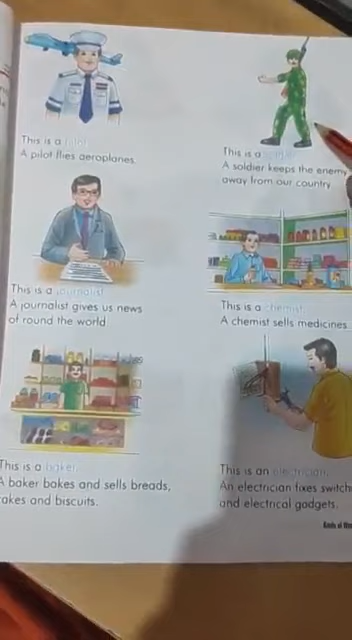 This is a pilot.
A pilot flies aeroplanes.
This is a soldier.
A soldier keeps the enemy
away from our country
This is a journalist.
A journalist gives us news
of round the world
This is a chemist.
A chemist sells medicines
This is a baker.
A baker bakes and sells breads,
akes and biscuits.
This is an electrician.
An electrician fixes switch
and electrical gadgets.